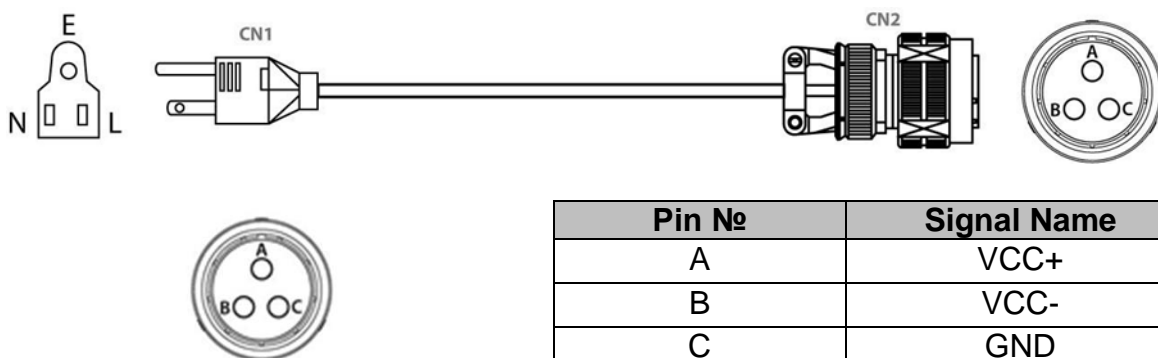 E
CN1
CN2
N L
A
B C
A
B C
Pin № Signal Name
A VCC+
B VCC-
C GND